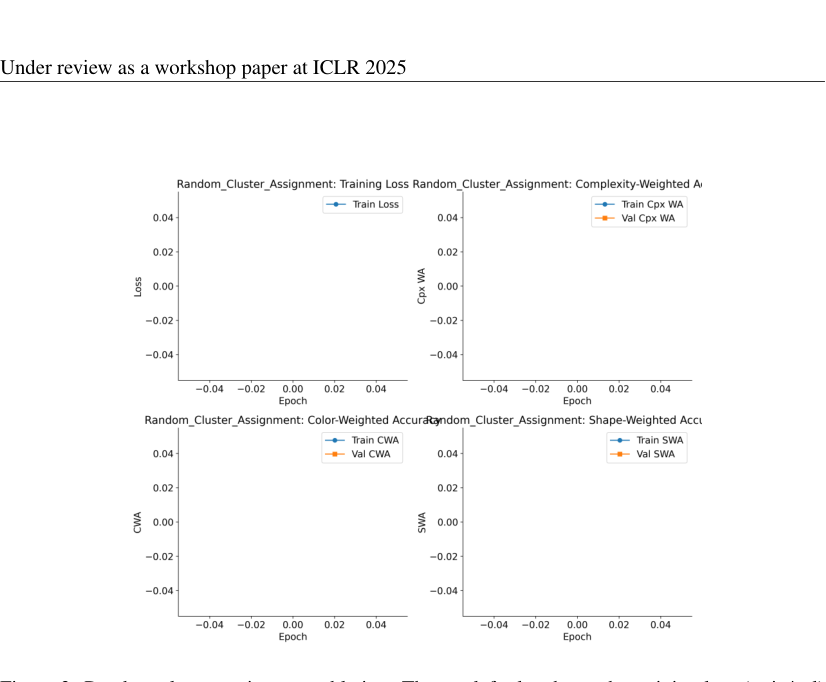 Under review as a workshop paper at ICLR 2025
Random_Cluster_Assignment: Training Loss
Train Loss
0.04
0.02
0.00
−0.02
−0.04
Loss
−0.04 −0.02 0.00 0.02 0.04
Epoch
Random_Cluster_Assignment: Complexity-Weighted A
Train Cpx WA
Val Cpx WA
0.04
0.02
0.00
−0.02
−0.04
Cpx WA
−0.04 −0.02 0.00 0.02 0.04
Epoch
Random_Cluster_Assignment: Color-Weighted Accuracy
Train CWA
Val CWA
0.04
0.02
0.00
−0.02
−0.04
CWA
−0.04 −0.02 0.00 0.02 0.04
Epoch
Random_Cluster_Assignment: Shape-Weighted Accu
Train SWA
Val SWA
0.04
0.02
0.00
−0.02
−0.04
SWA
−0.04 −0.02 0.00 0.02 0.04
Epoch